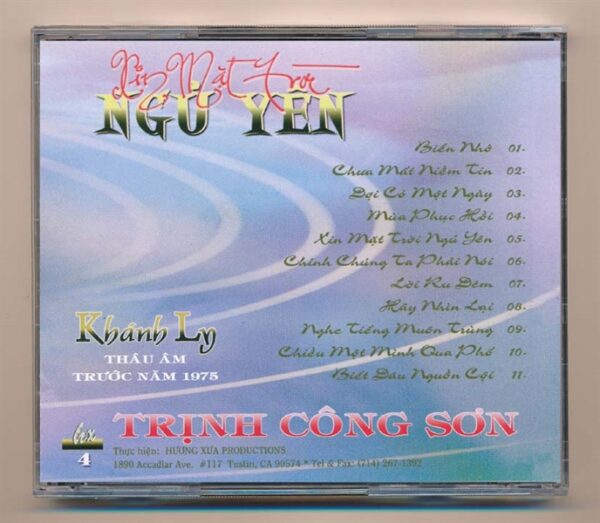 Xin Mặt Trời
NGỦ YÊN
Biển Nhớ 01.
Chưa Mất Niềm Tin 02.
Đợi Có Một Ngày 03.
Mùa Phục Hồi 04.
Xin Mặt Trời Ngủ Yên 05.
Chính Chúng Ta Phải Nói 06.
Lời Ru Đêm 07.
Hãy Nhìn Lại 08.
Nghe Tiếng Muôn Trùng 09.
Chiều Một Mình Qua Phố 10.
Biết Đâu Nguồn Cội 11.
Khánh Ly
THÂU ÂM
TRƯỚC NĂM 1975
hx
4
TRỊNH CÔNG SƠN
Thực hiện: HƯƠNG XƯA PRODUCTIONS
1890 Accadiar Ave. #117 Tustin, CA 90574 * Tel & Fax: (714) 267-1392